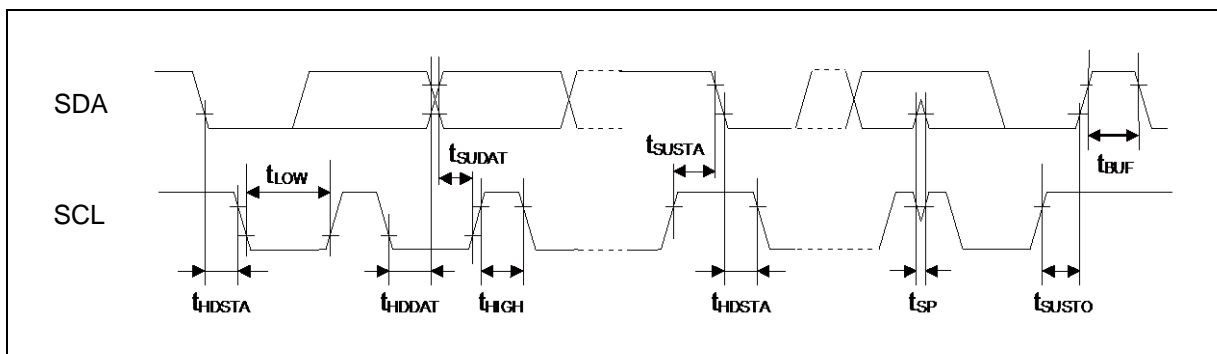 SDA
tSUDAT
tSUSTA
tBUF
tLOW
SCL
tHDSTA
tHDDAT
tHIGH
tHDSTA
tSP
tSUSTO